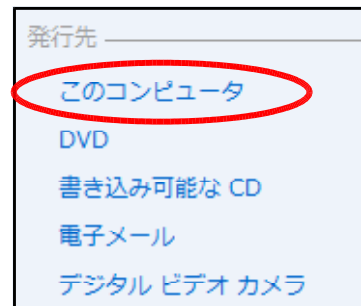 発行先
このコンピュータ
DVD
書き込み可能な CD
電子メール
デジタル ビデオ カメラ